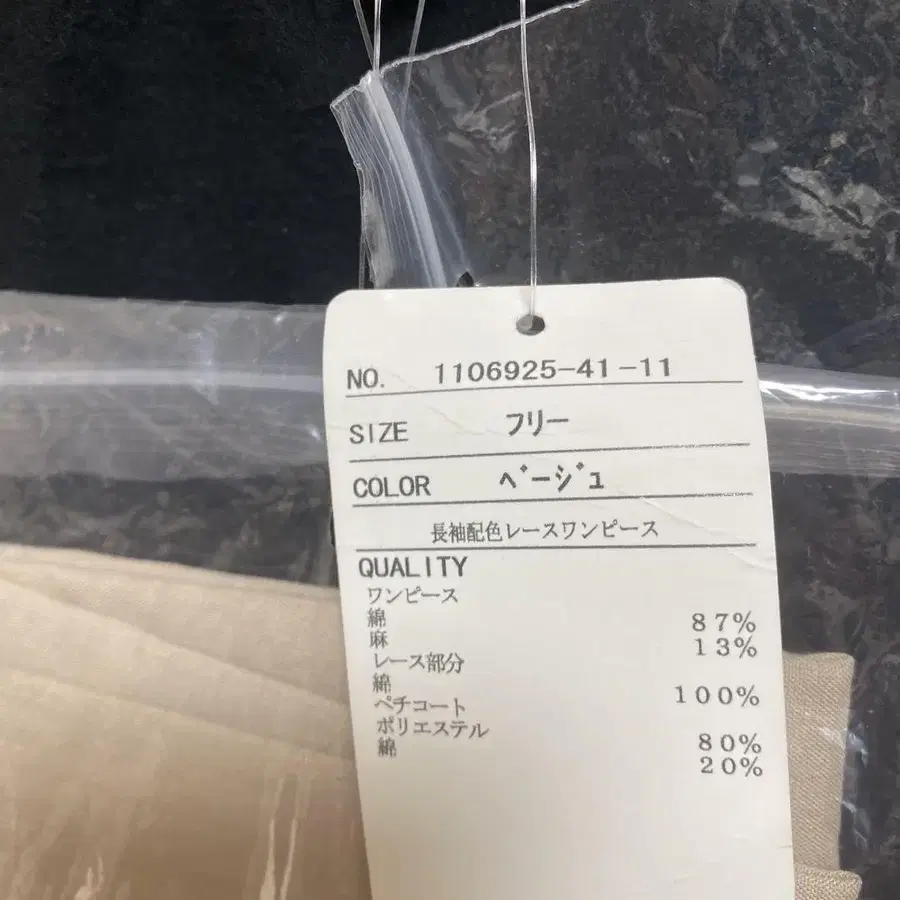 NO. 1106925-41-11
SIZE フリー
COLOR ベージュ
長袖配色レースワンピース
QUALITY
ワンピース
綿 87%
麻 13%
レース部分
綿 100%
ペチコート
ポリエステル 80%
綿 20%